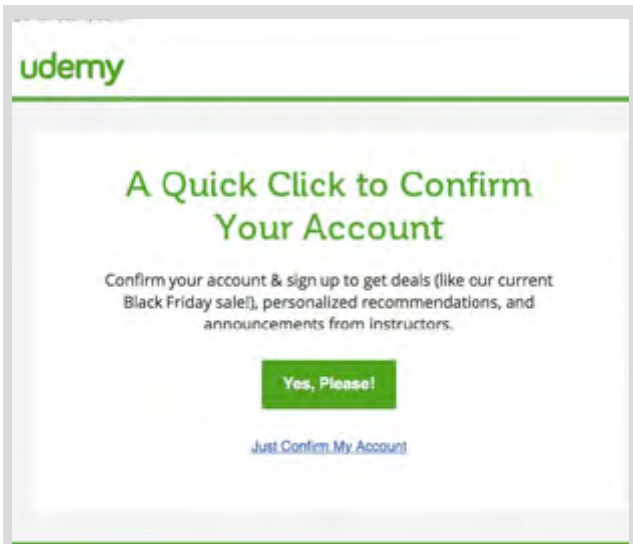 udemy
A Quick Click to Confirm
Your Account
Confirm your account & sign up to get deals (like our current
Black Friday sale!), personalized recommendations, and
announcements from instructors.
Yes, Please!
Just Confirm My Account